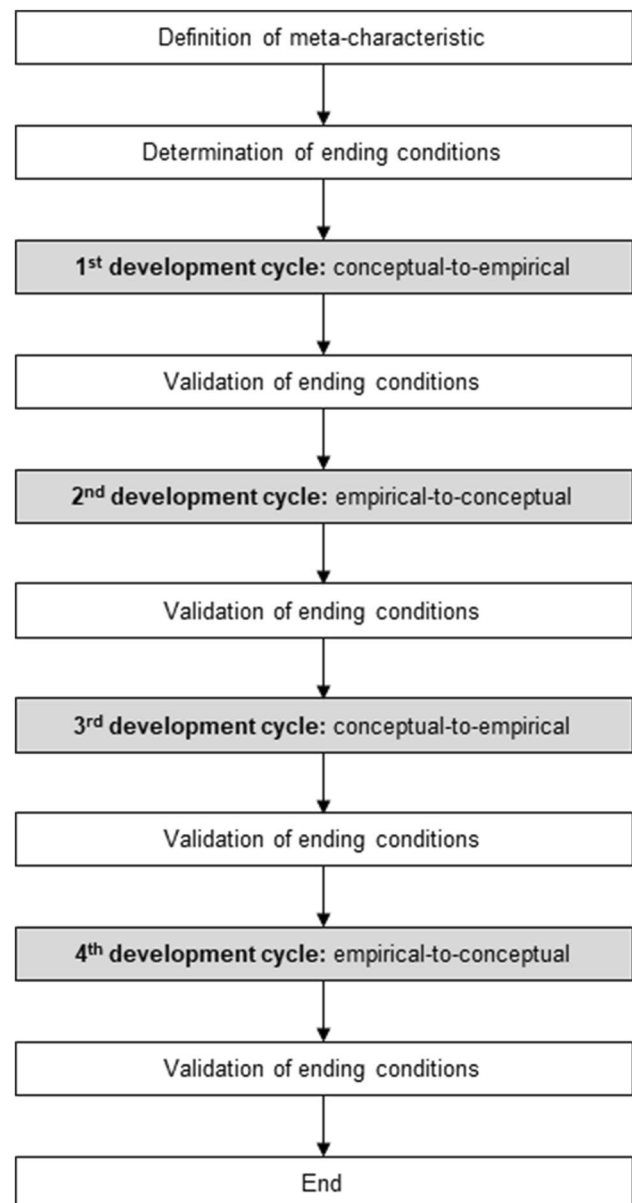 Definition of meta-characteristic
Determination of ending conditions
1st development cycle: conceptual-to-empirical
Validation of ending conditions
2nd development cycle: empirical-to-conceptual
Validation of ending conditions
3rd development cycle: conceptual-to-empirical
Validation of ending conditions
4th development cycle: empirical-to-conceptual
Validation of ending conditions
End